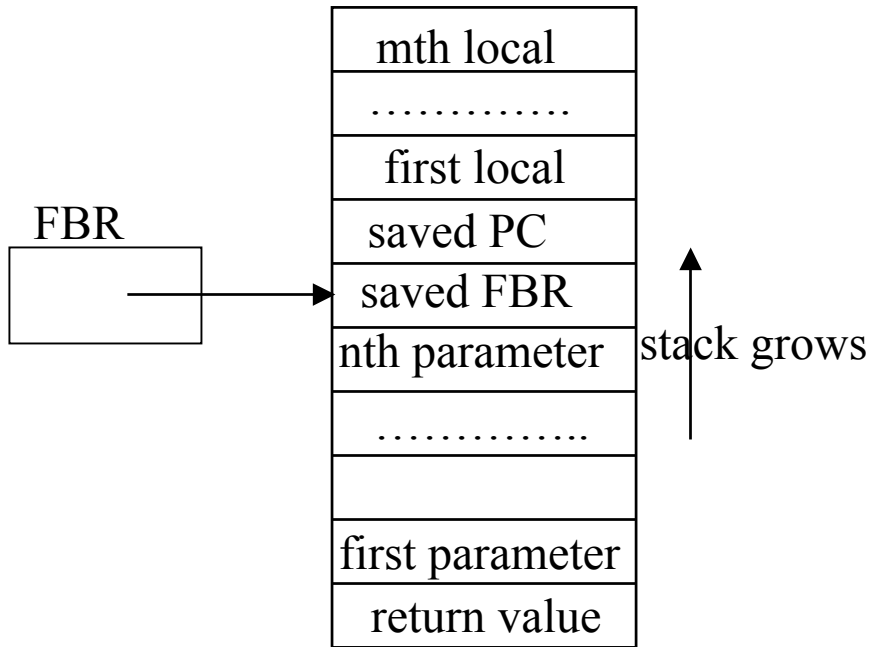 mth local
.............
first local
saved PC
FBR
saved FBR
nth parameter
stack grows
..............
first parameter
return value